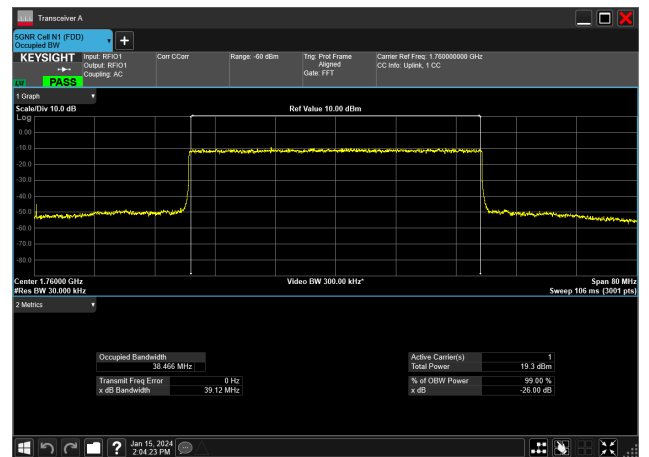 Transceiver A
5GNR Cell N1 (FDD)
Occupied BW
KEYSIGHT
PASS
Input: RFIO1
Output: RFIO1
Coupling: AC
Corr CCorr
Range: -60 dBm
Trig: Prot Frame
Aligned
Gate: FFT
Carrier Ref Freq: 1.760000000 GHz
CC Info: Uplink, 1 CC
1 Graph
Scale/Div 10.0 dB
Ref Value 10.00 dBm
Log
0.00
-10.0
-20.0
-30.0
-40.0
-50.0
-60.0
-70.0
-80.0
Center 1.76000 GHz
Video BW 300.00 kHz*
Span 80 MHz
#Res BW 30.000 kHz
Sweep 106 ms (3001 pts)
2 Metrics
Occupied Bandwidth
38.466 MHz
Active Carrier(s) 1
Total Power 19.3 dBm
Transmit Freq Error 0 Hz
x dB Bandwidth 39.12 MHz
% of OBW Power 99.00 %
x dB -26.00 dB
Jan 15, 2024
2:04:23 PM